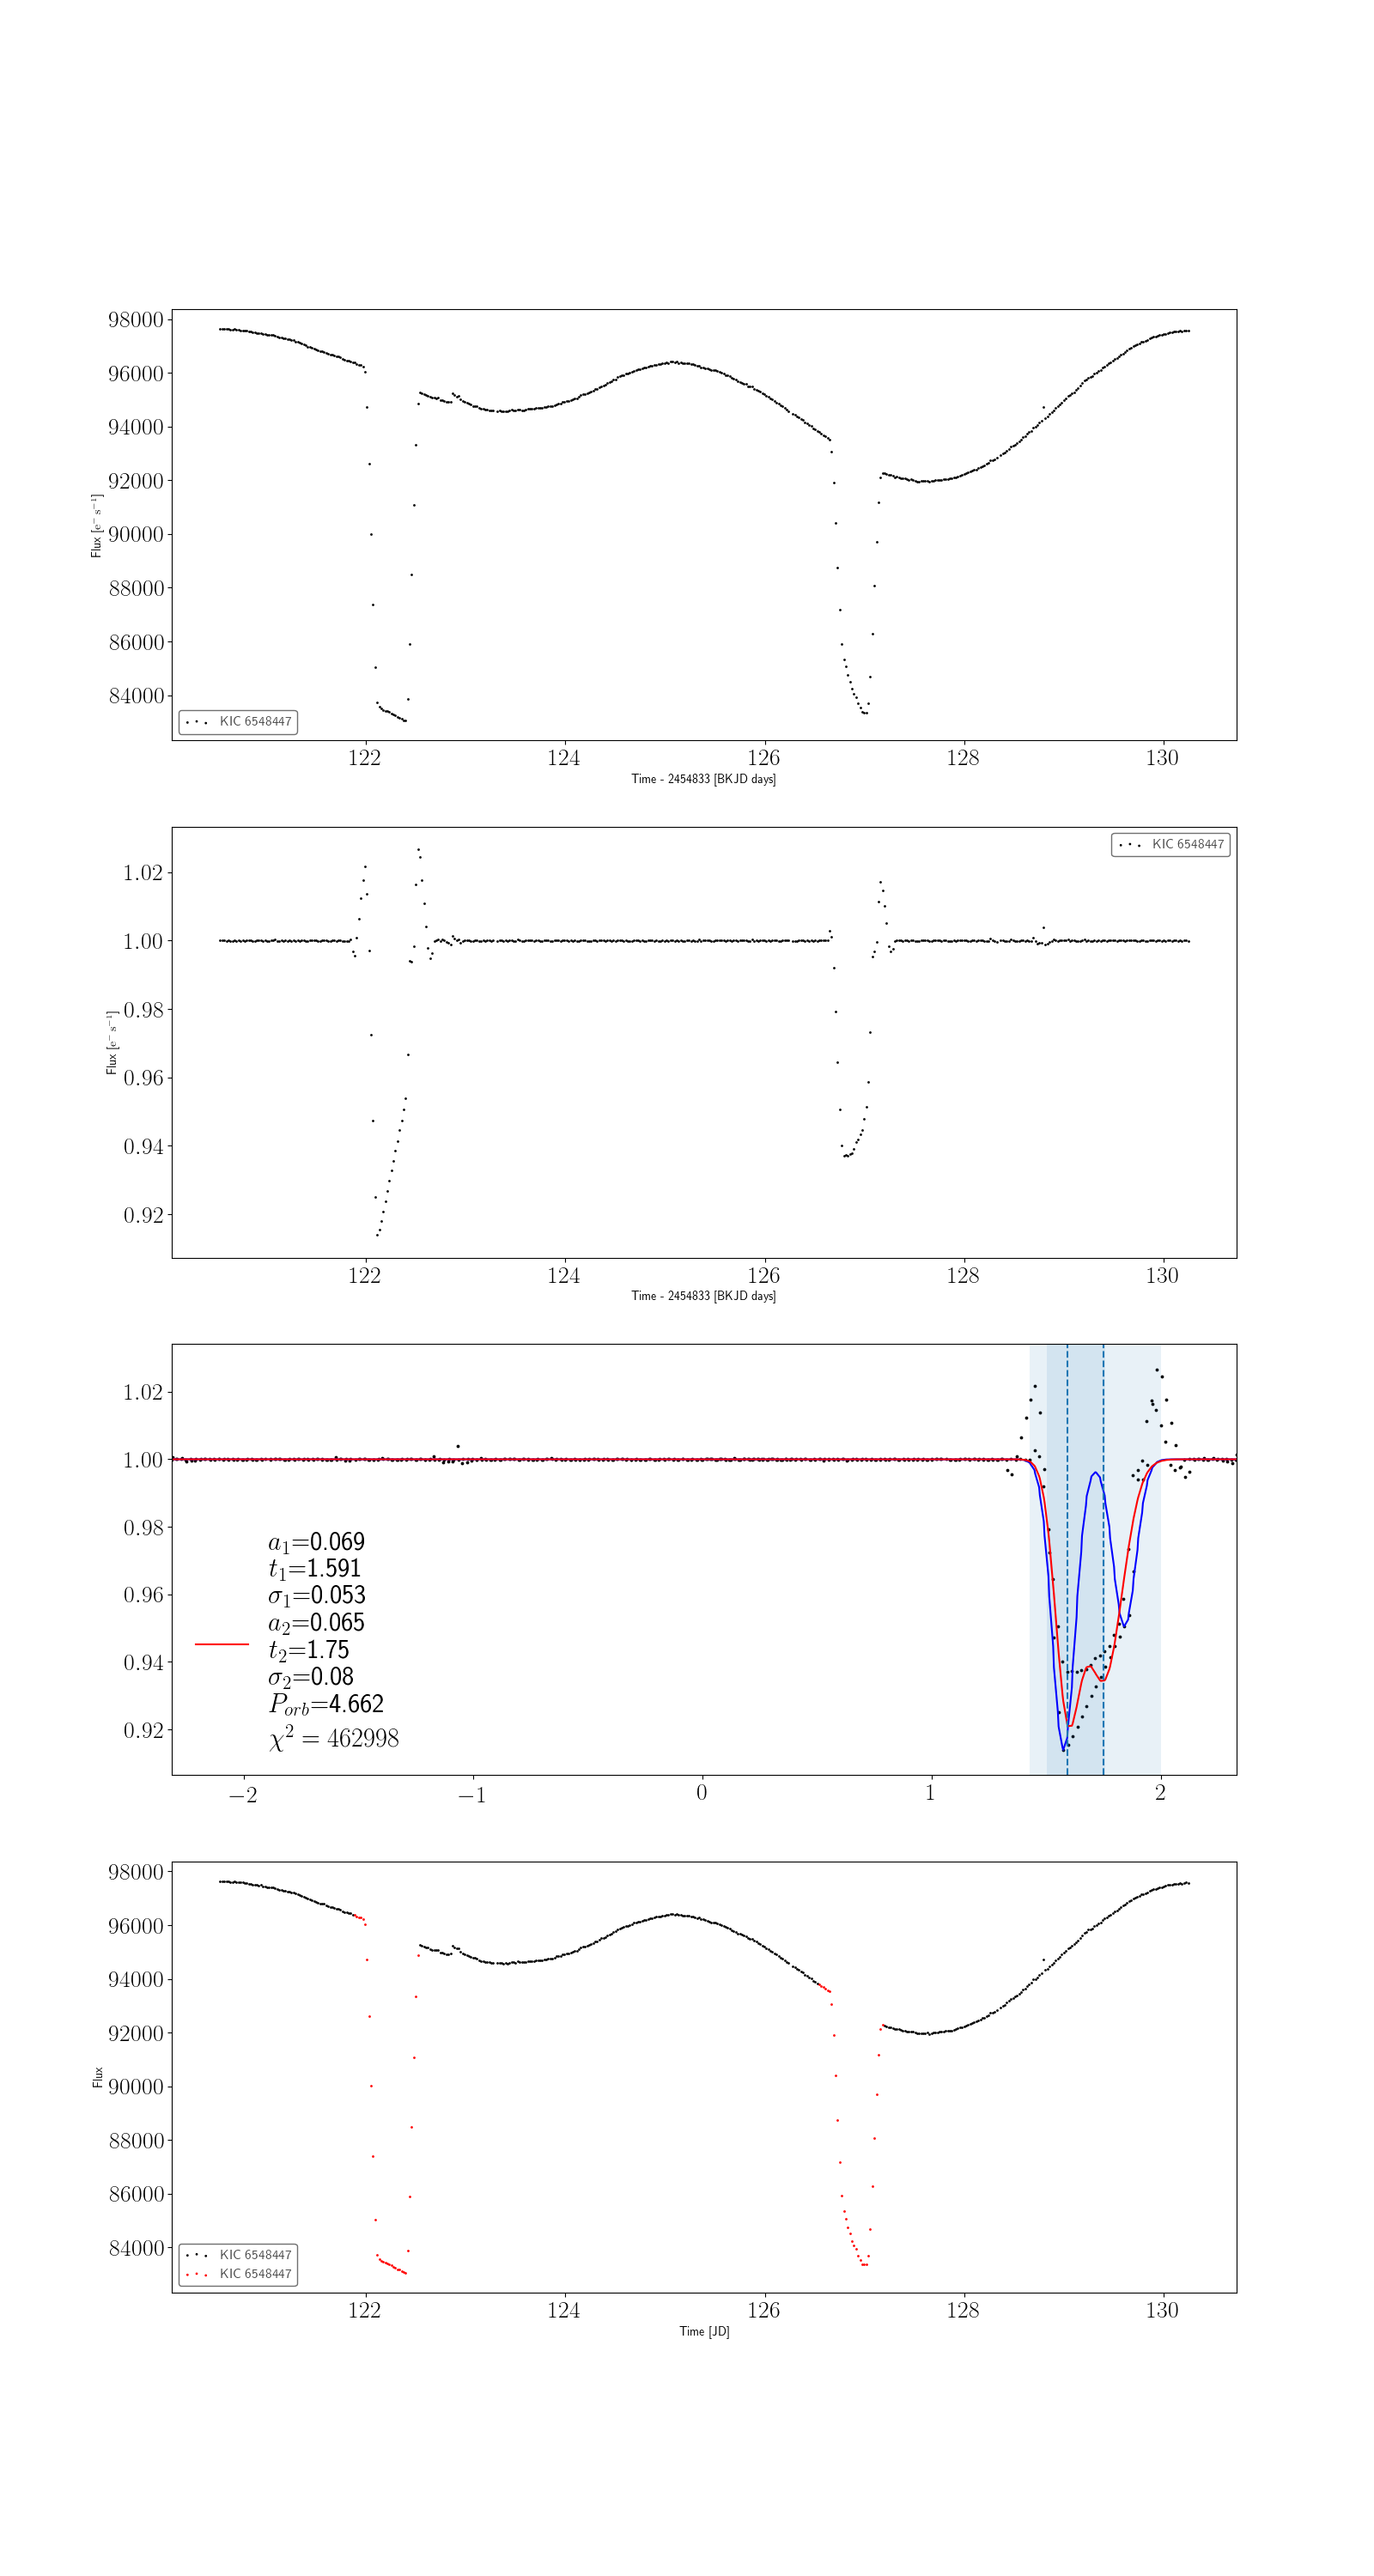 98000
96000
94000
92000
90000
88000
86000
84000
Flux [e⁻ s⁻¹]
KIC 6548447
122 124 126 128 130
Time - 2454833 [BKJD days]
KIC 6548447
1.02
1.00
0.98
0.96
0.94
0.92
Flux [e⁻ s⁻¹]
122 124 126 128 130
Time - 2454833 [BKJD days]
1.02
1.00
0.98
0.96
0.94
0.92
a₁=0.069
t₁=1.591
σ₁=0.053
a₂=0.065
t₂=1.75
σ₂=0.08
P_orb=4.662
χ² = 462998
−2 −1 0 1 2
98000
96000
94000
92000
90000
88000
86000
84000
Flux
KIC 6548447
KIC 6548447
122 124 126 128 130
Time [JD]